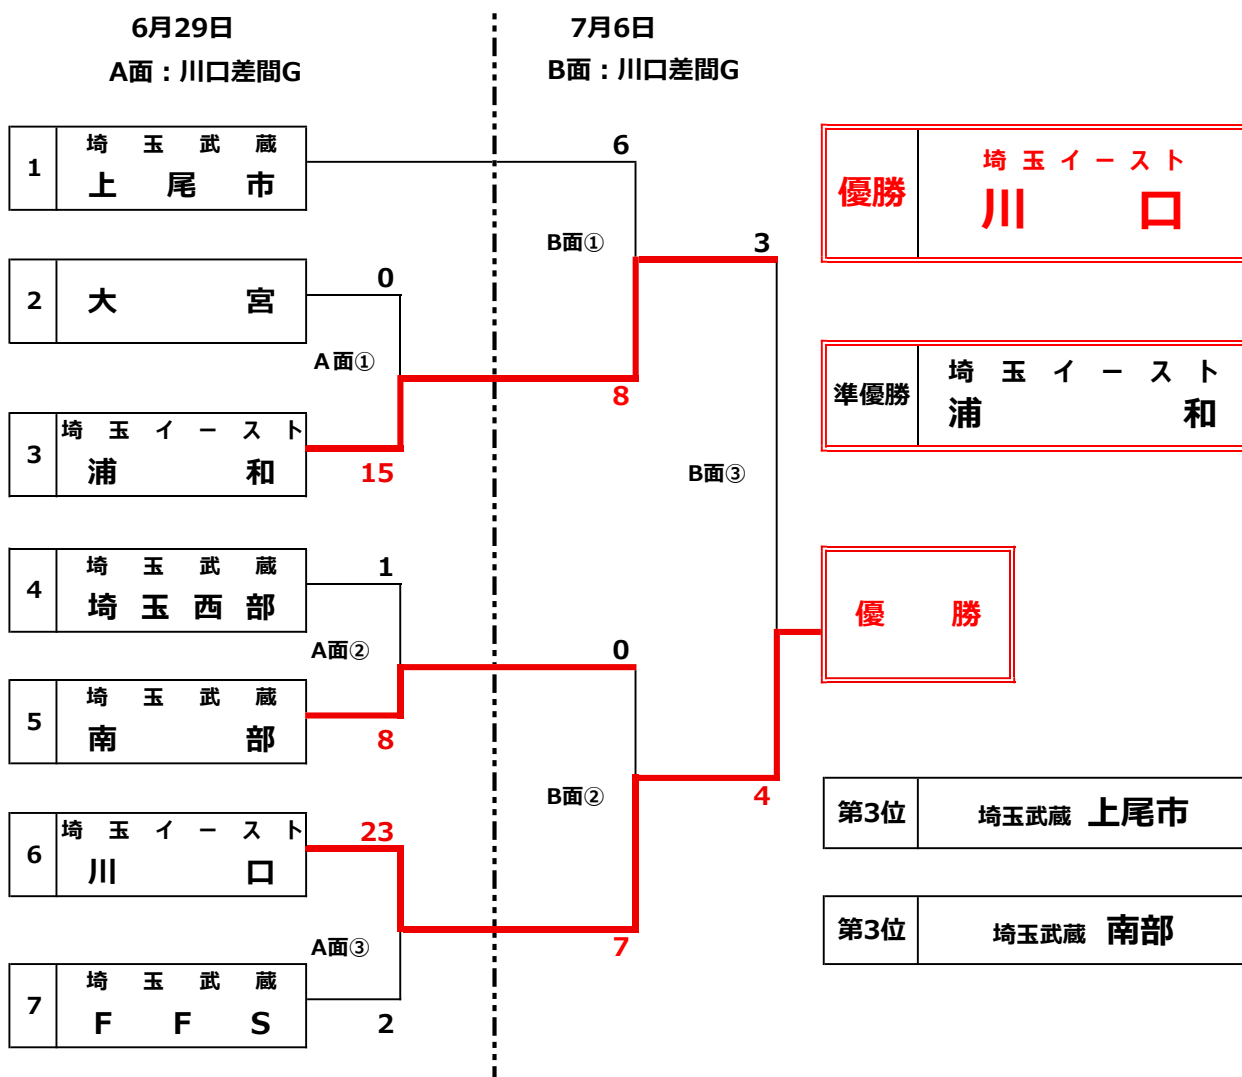 6月29日
A面：川口差間G
7月6日
B面：川口差間G
1
埼玉武蔵
上尾市
2
大宮
0
A面①
3
埼玉イースト
浦和
15
4
埼玉武蔵
埼玉西部
1
A面②
5
埼玉武蔵
南部
8
6
埼玉イースト
川口
23
A面③
7
埼玉武蔵
FFS
2
6
B面①
8
0
B面②
7
3
B面③
4
優勝
埼玉イースト
川口
準優勝
埼玉イースト
浦和
優勝
第3位
埼玉武蔵 上尾市
第3位
埼玉武蔵 南部